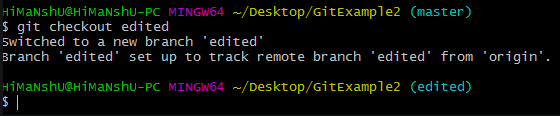 HiMaNshU@HiMaNshU-PC MINGW64 ~/Desktop/GitExample2 (master)
$ git checkout edited
Switched to a new branch 'edited'
Branch 'edited' set up to track remote branch 'edited' from 'origin'.
HiMaNshU@HiMaNshU-PC MINGW64 ~/Desktop/GitExample2 (edited)
$